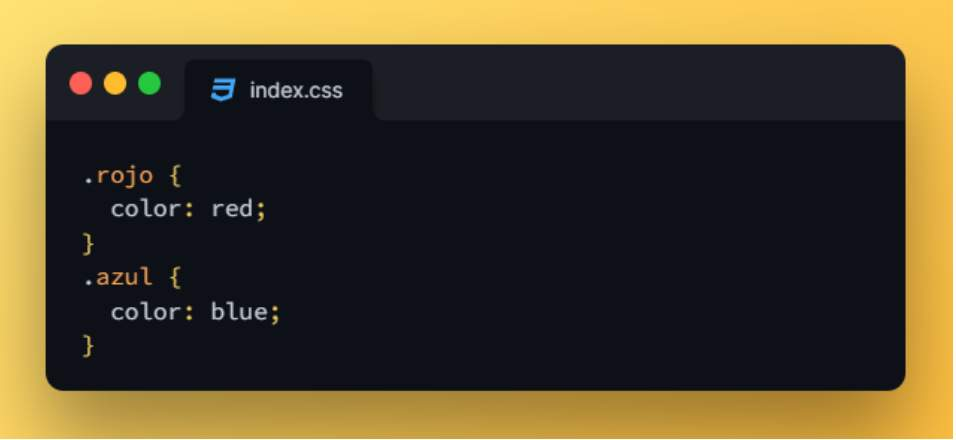 index.css
.rojo {
  color: red;
}
.azul {
  color: blue;
}